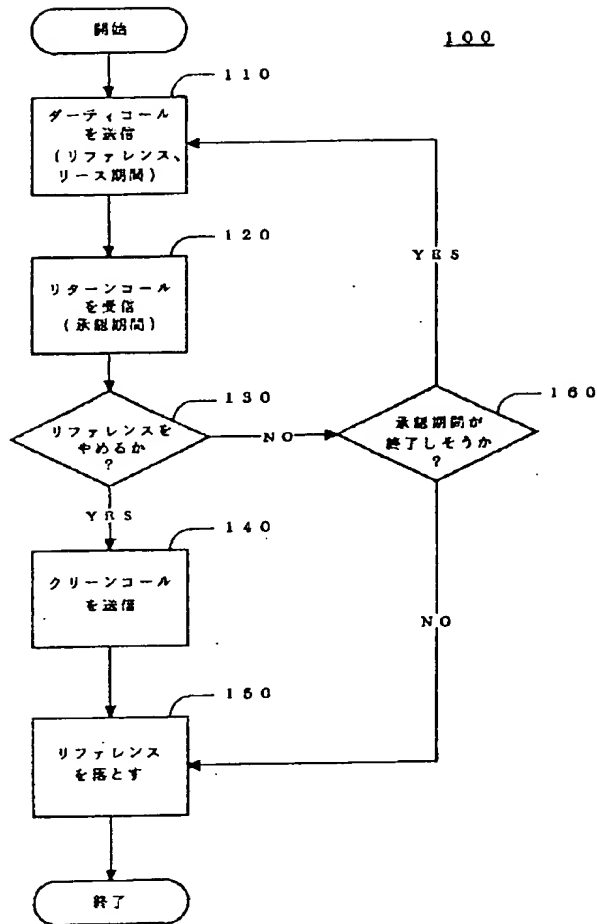 開始
100
110
ダーティコール
を送信
(リファレンス、
リース期間)
120
リターンコール
を受信
(承認期間)
130
リファレンスを
やめるか
?
NO
YES
160
承認期間が
終了しそうか
?
YES
NO
140
クリーンコール
を送信
150
リファレンス
を落とす
終了